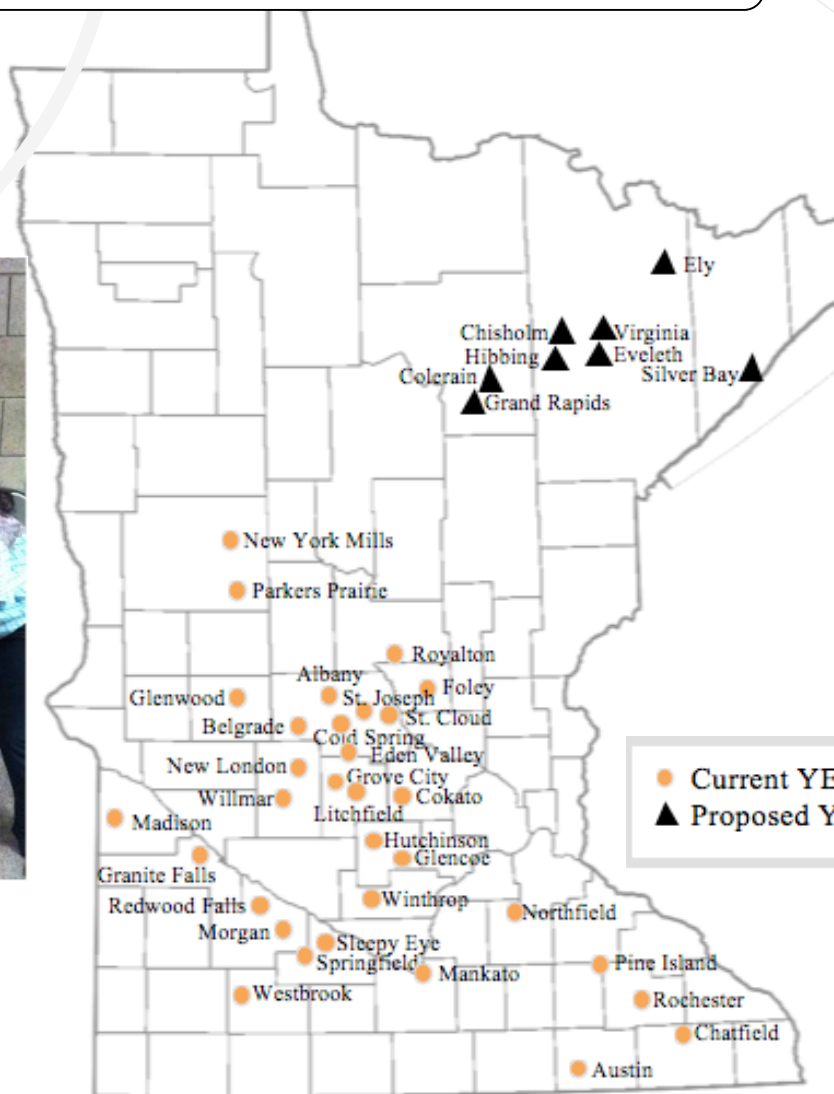 Ely
Chisholm
Virginia
Hibbing
Eveleth
Colerain
Silver Bay
Grand Rapids
New York Mills
Parkers Prairie
Royalton
Albany
Foley
Glenwood
St. Joseph
Belgrade
St. Cloud
Cold Spring
Eden Valley
New London
Grove City
Willmar
Cokato
Litchfield
Madison
Hutchinson
Glencoe
Granite Falls
Redwood Falls
Winthrop
Northfield
Morgan
Sleepy Eye
Springfield
Mankato
Pine Island
Westbrook
Rochester
Chatfield
Austin
Current YE
Proposed Y